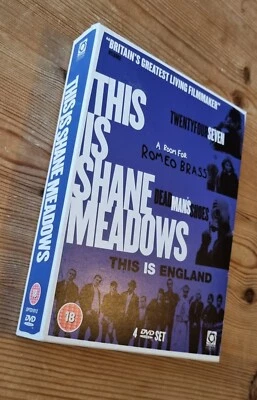 "BRITAIN'S GREATEST LIVING FILMMAKER"
THIS
IS
SHANE
MEADOWS
TWENTYFOURSEVEN
A ROOM FOR
ROMEO BRASS
DEAD MAN'S SHOES
THIS IS ENGLAND
18
4 DVD SET
THIS IS SHANE MEADOWS
18
DVD